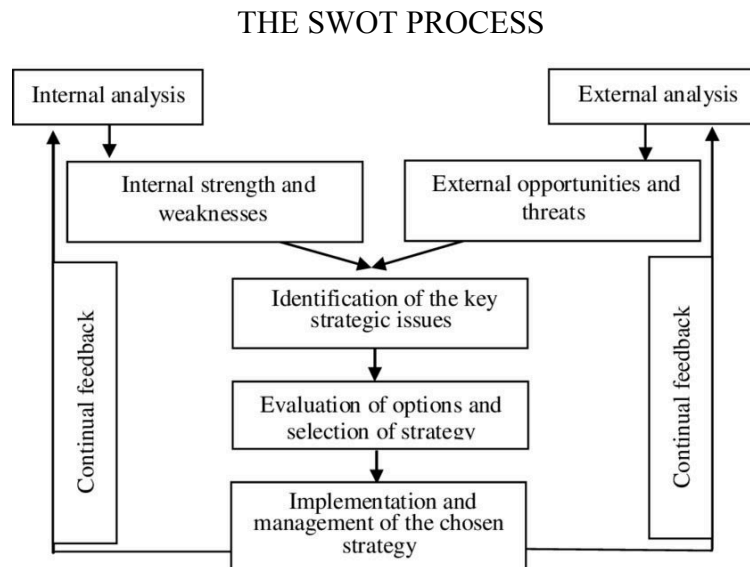 THE SWOT PROCESS
Internal analysis
External analysis
Internal strength and
weaknesses
External opportunities and
threats
Identification of the key
strategic issues
Continual feedback
Continual feedback
Evaluation of options and
selection of strategy
Implementation and
management of the chosen
strategy